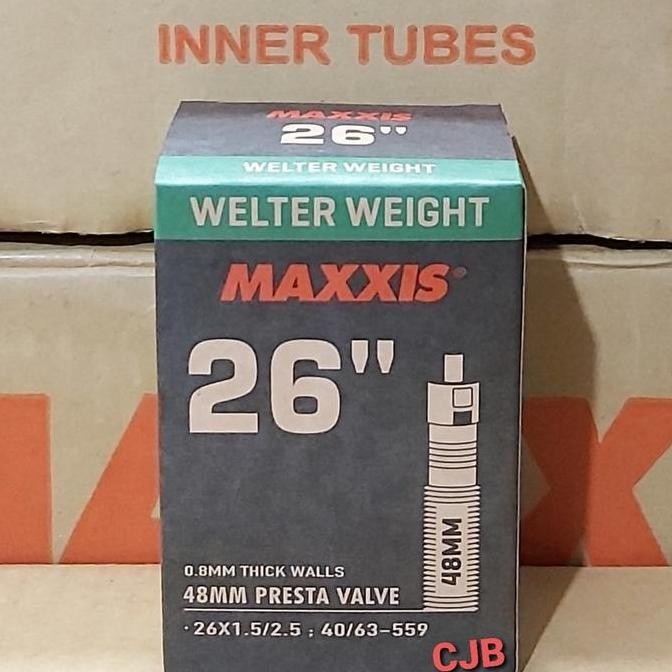 INNER TUBES
MAXXIS
26"
WELTER WEIGHT
WELTER WEIGHT
MAXXIS®
26"
48MM
0.8MM THICK WALLS
48MM PRESTA VALVE
·26X1.5/2.5 ; 40/63-559
CJB